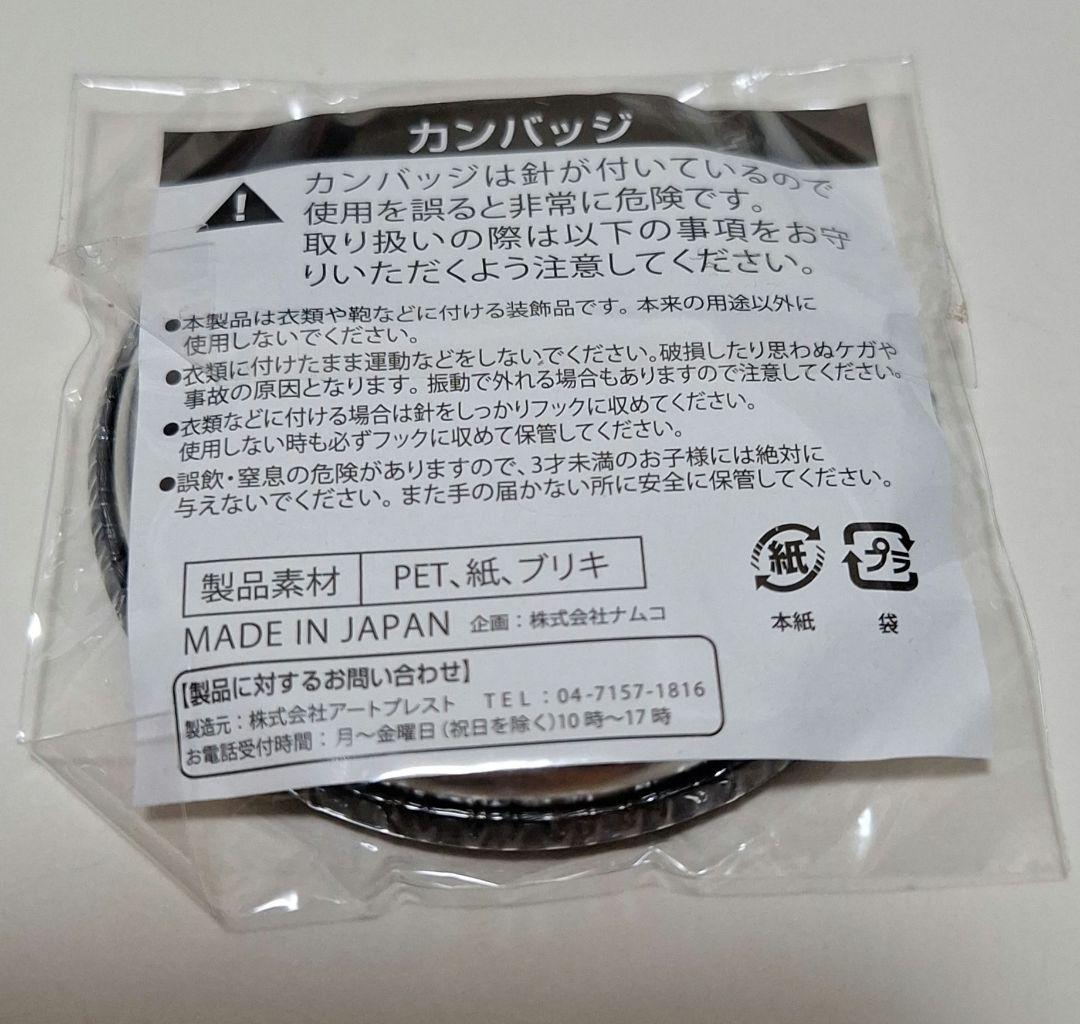 カンバッジ
カンバッジは針が付いているので
使用を誤ると非常に危険です。
取り扱いの際は以下の事項をお守
りいただくよう注意してください。
●本製品は衣類や鞄などに付ける装飾品です。本来の用途以外に
使用しないでください。
●衣類に付けたまま運動などをしないでください。破損したり思わぬケガや
事故の原因となります。振動で外れる場合もありますので注意してください。
●衣類などに付ける場合は針をしっかりフックに収めてください。
使用しない時も必ずフックに収めて保管してください。
●誤飲・窒息の危険がありますので、3才未満のお子様には絶対に
与えないでください。また手の届かない所に安全に保管してください。
製品素材 PET、紙、ブリキ
紙 プラ
本紙 袋
MADE IN JAPAN 企画：株式会社ナムコ
【製品に対するお問い合わせ】
製造元：株式会社アートプレスト TEL：04-7157-1816
お電話受付時間：月～金曜日（祝日を除く）10時～17時